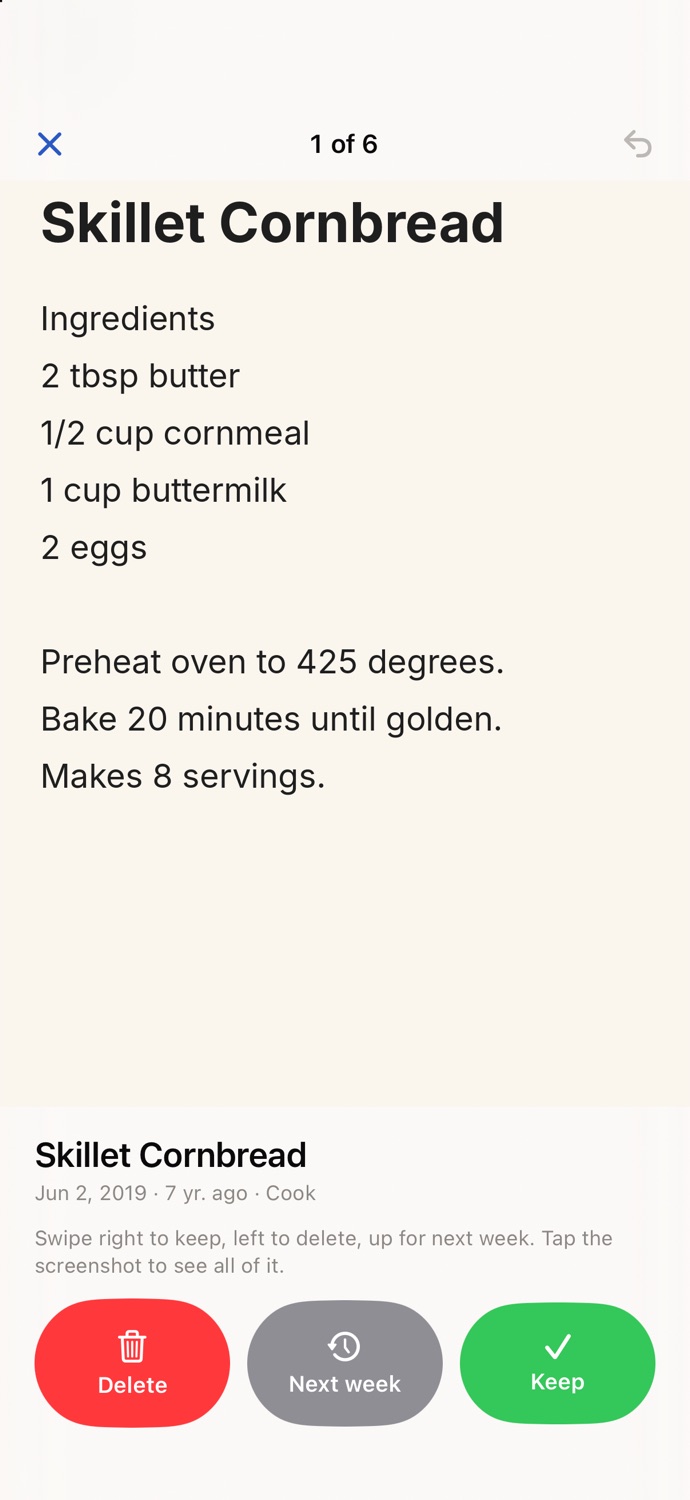 1 of 6
Skillet Cornbread
Ingredients
2 tbsp butter
1/2 cup cornmeal
1 cup buttermilk
2 eggs
Preheat oven to 425 degrees.
Bake 20 minutes until golden.
Makes 8 servings.
Skillet Cornbread
Jun 2, 2019 · 7 yr. ago · Cook
Swipe right to keep, left to delete, up for next week. Tap the
screenshot to see all of it.
Delete
Next week
Keep